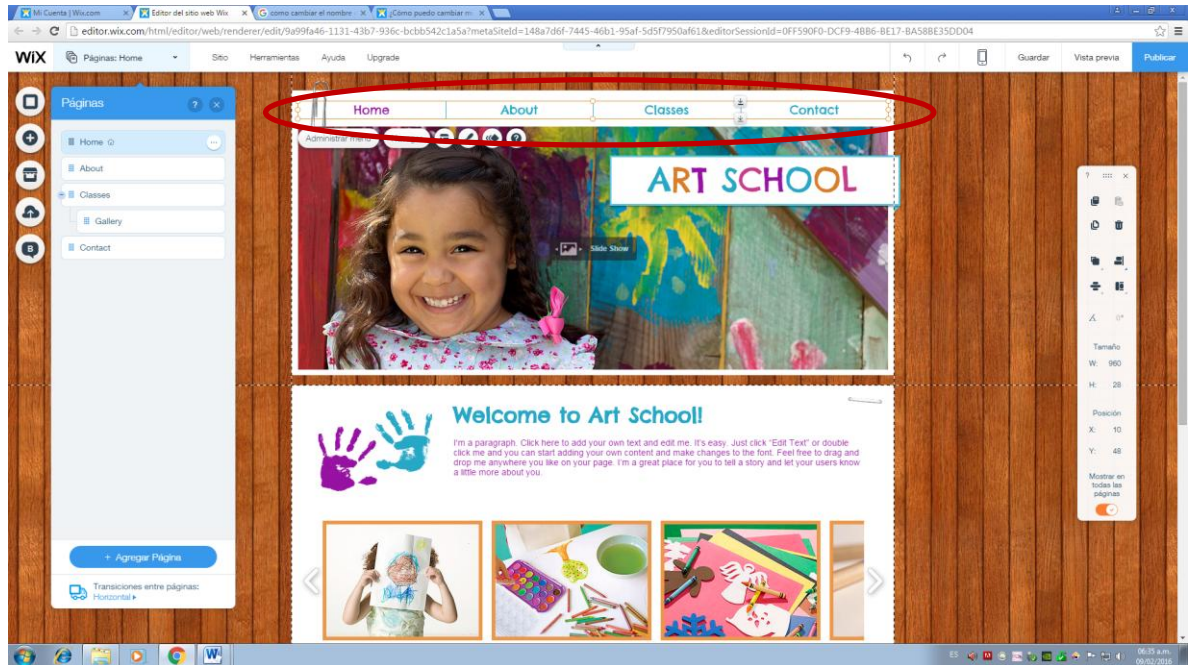 Mi Cuenta | Wix.com
Editor del sitio web Wix
como cambiar el nombre
¿Cómo puedo cambiar mi
editor.wix.com/html/editor/web/renderer/edit/9a99fa46-1131-43b7-936c-bcbb542c1a5a?metaSiteId=148a7d6f-7445-46b1-95af-5d5f7950af61&editorSessionId=0FF590F0-DCF9-4BB6-BE17-BA58BE35DD04
WiX
Páginas: Home
Sitio
Herramientas
Ayuda
Upgrade
Guardar
Vista previa
Publicar
Páginas
?
Home
About
Classes
Gallery
Contact
+ Agregar Página
Transiciones entre páginas:
Horizontal
Home About Classes Contact
Administrar menú
ART SCHOOL
Slide Show
Welcome to Art School!
I'm a paragraph. Click here to add your own text and edit me. It's easy. Just click "Edit Text" or double
click me and you can start adding your own content and make changes to the font. Feel free to drag and
drop me anywhere you like on your page. I'm a great place for you to tell a story and let your users know
a little more about you.
?
0°
Tamaño
W: 960
H: 28
Posición
X: 10
Y: 48
Mostrar en
todas las
páginas
ES
06:35 a.m.
09/02/2016